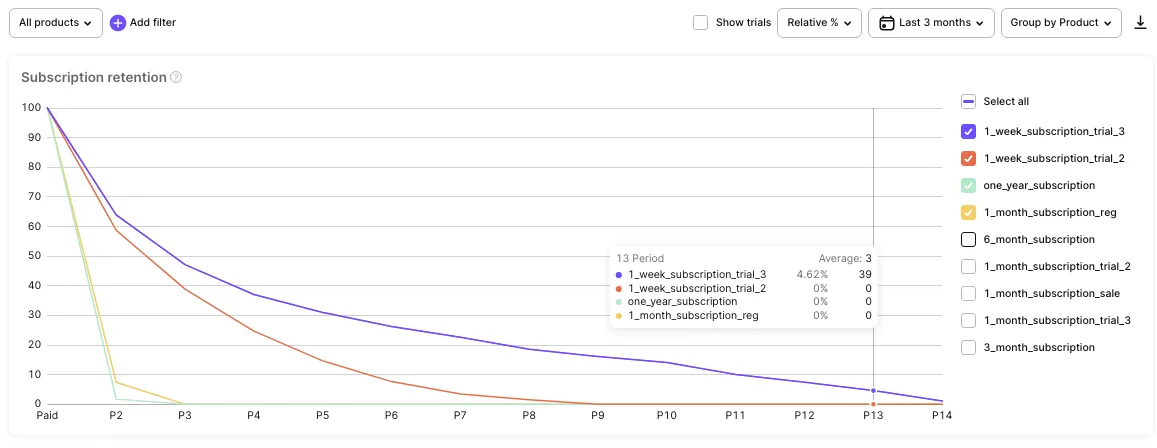 All products Add filter Show trials Relative % Last 3 months Group by Product
Subscription retention ?
100
90
80
70
60
50
40
30
20
10
0
Paid P2 P3 P4 P5 P6 P7 P8 P9 P10 P11 P12 P13 P14
13 Period Average: 3
1_week_subscription_trial_3 4.62% 39
1_week_subscription_trial_2 0% 0
one_year_subscription 0% 0
1_month_subscription_reg 0% 0
Select all
1_week_subscription_trial_3
1_week_subscription_trial_2
one_year_subscription
1_month_subscription_reg
6_month_subscription
1_month_subscription_trial_2
1_month_subscription_sale
1_month_subscription_trial_3
3_month_subscription